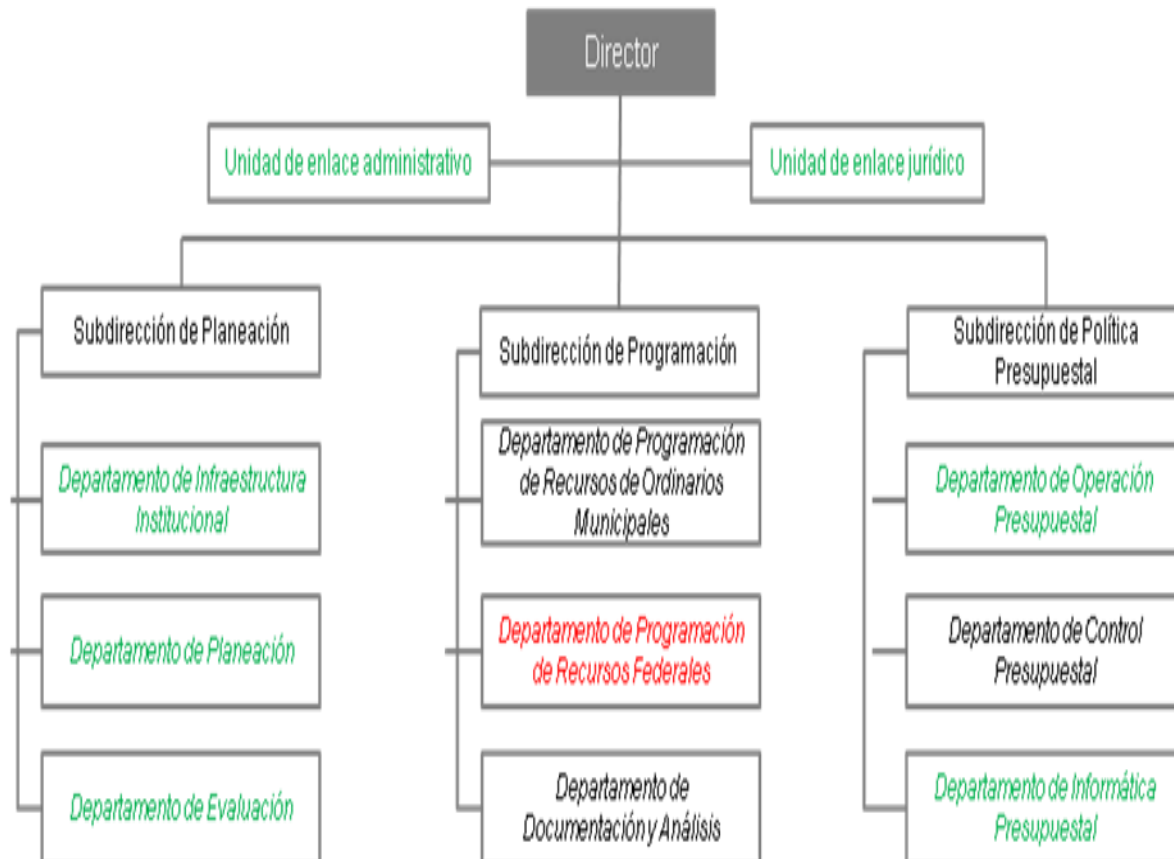 Director
Unidad de enlace administrativo
Unidad de enlace jurídico
Subdirección de Planeación
Subdirección de Programación
Subdirección de Política
Presupuestal
Departamento de Infraestructura
Institucional
Departamento de Programación
de Recursos de Ordinarios
Municipales
Departamento de Operación
Presupuestal
Departamento de Planeación
Departamento de Programación
de Recursos Federales
Departamento de Control
Presupuestal
Departamento de Evaluación
Departamento de
Documentación y Análisis
Departamento de Informática
Presupuestal